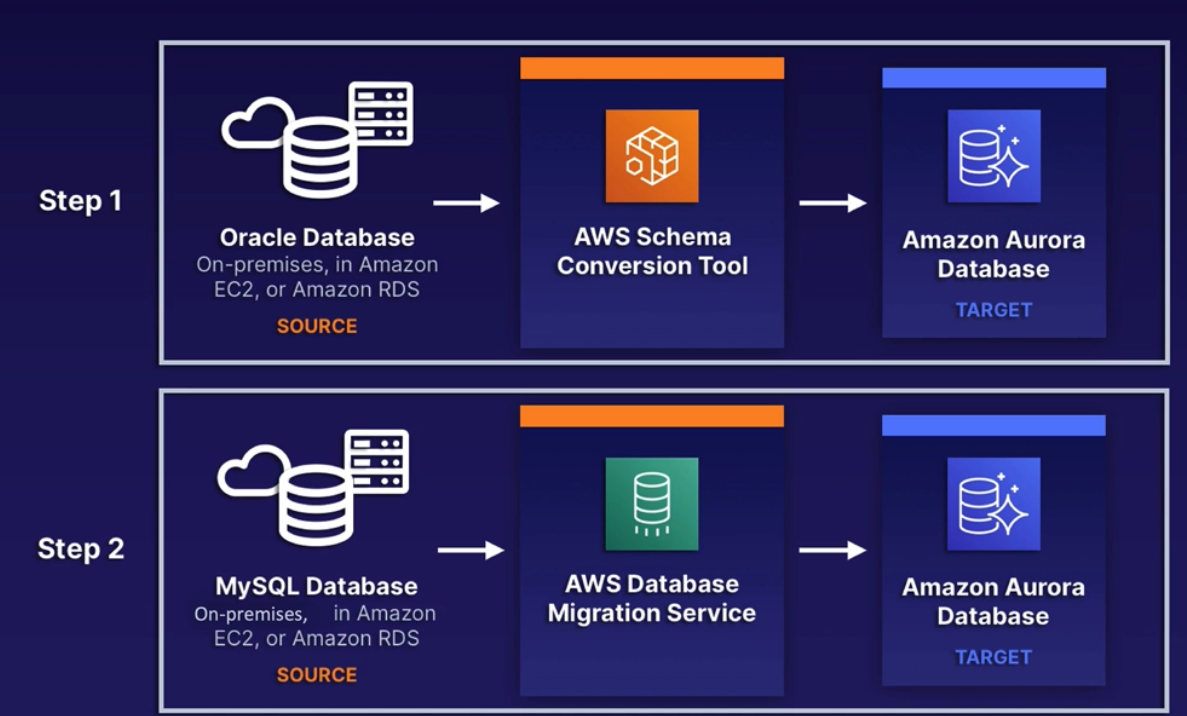 Step 1
Oracle Database
On-premises, in Amazon
EC2, or Amazon RDS
SOURCE
AWS Schema
Conversion Tool
Amazon Aurora
Database
TARGET
Step 2
MySQL Database
On-premises, in Amazon
EC2, or Amazon RDS
SOURCE
AWS Database
Migration Service
Amazon Aurora
Database
TARGET